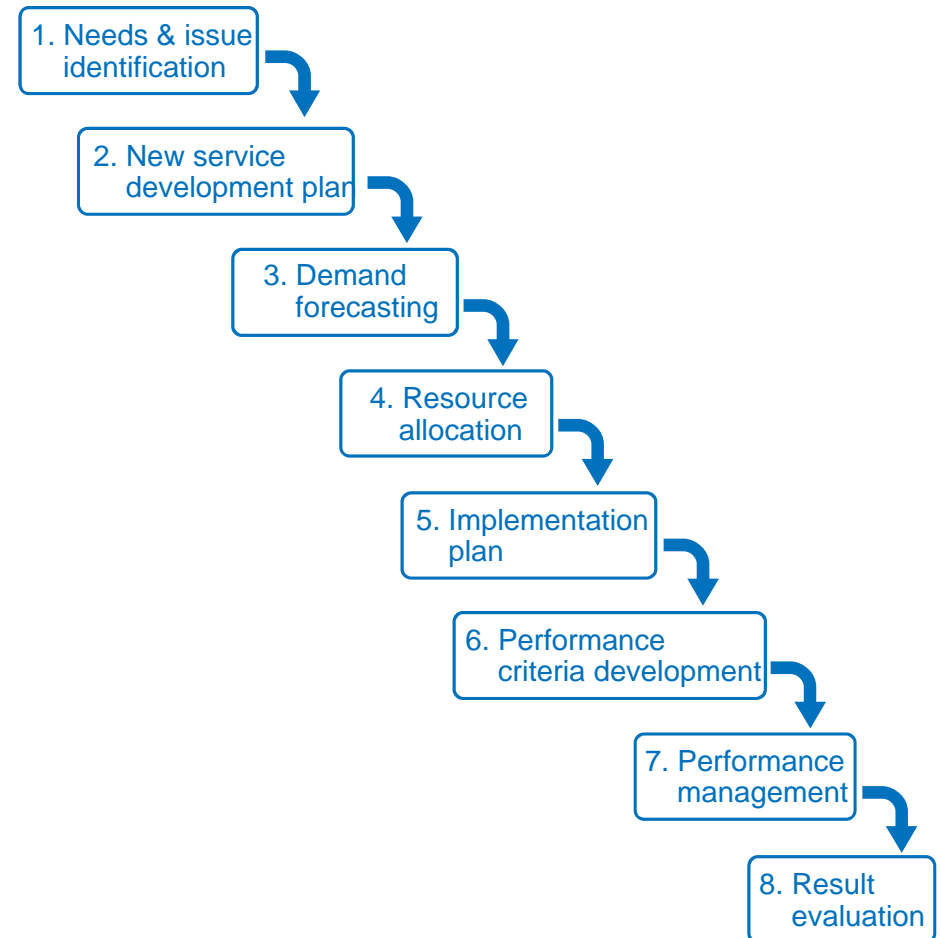 1. Needs & issue
identification
2. New service
development plan
3. Demand
forecasting
4. Resource
allocation
5. Implementation
plan
6. Performance
criteria development
7. Performance
management
8. Result
evaluation